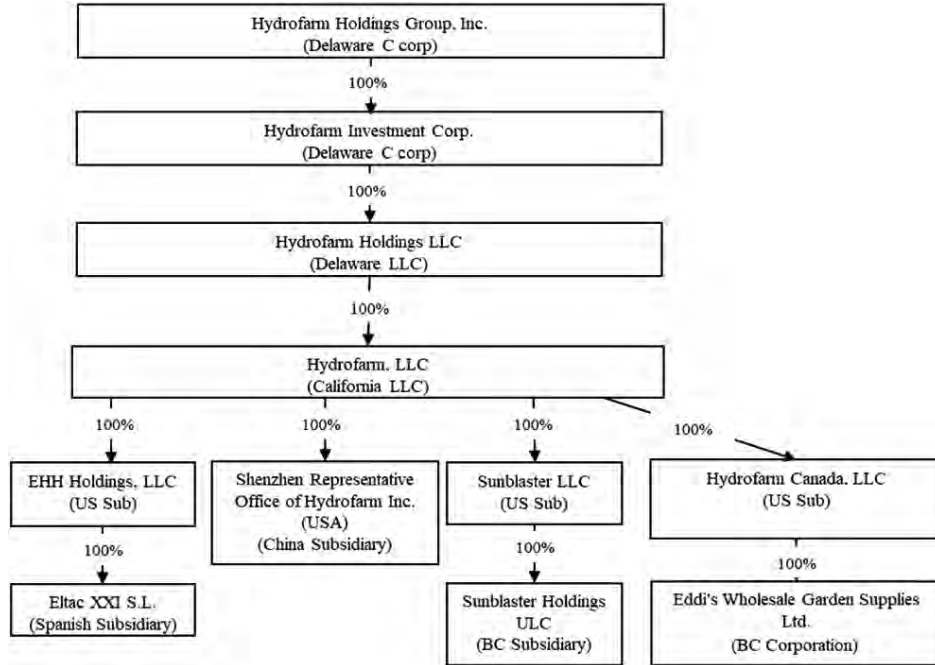 Hydrofarm Holdings Group, Inc.
(Delaware C corp)
100%
Hydrofarm Investment Corp.
(Delaware C corp)
100%
Hydrofarm Holdings LLC
(Delaware LLC)
100%
Hydrofarm, LLC
(California LLC)
100%
100%
100%
100%
EHH Holdings, LLC
(US Sub)
Shenzhen Representative
Office of Hydrofarm Inc.
(USA)
(China Subsidiary)
Sunblaster LLC
(US Sub)
Hydrofarm Canada, LLC
(US Sub)
100%
100%
100%
Eltac XXI S.L.
(Spanish Subsidiary)
Sunblaster Holdings
ULC
(BC Subsidiary)
Eddi's Wholesale Garden Supplies
Ltd.
(BC Corporation)